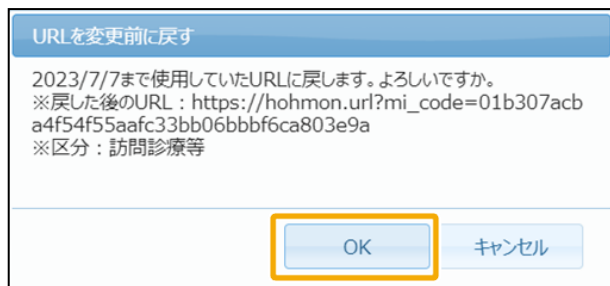 URLを変更前に戻す
2023/7/7まで使用していたURLに戻します。よろしいですか。
※戻した後のURL：https://hohmon.url?mi_code=01b307acb
a4f54f55aafc33bb06bbbf6ca803e9a
※区分：訪問診療等
OK
キャンセル